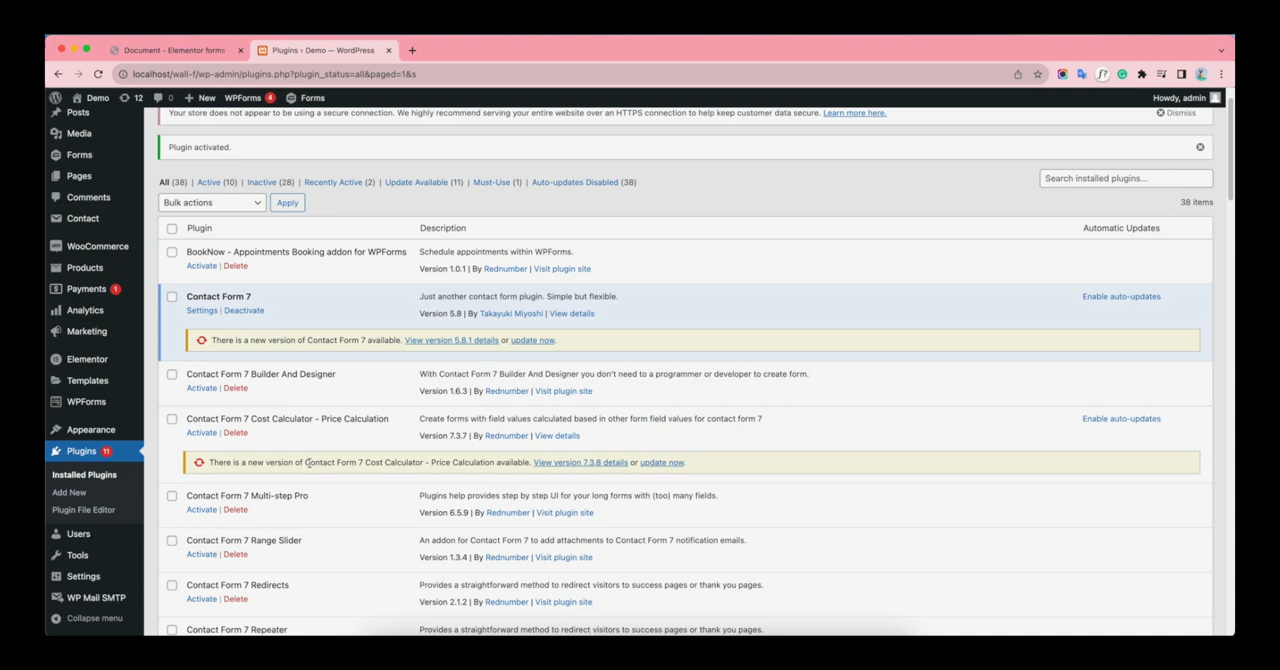 Document - Elementor forms
Plugins ‹ Demo — WordPress
localhost/wall-f/wp-admin/plugins.php?plugin_status=all&paged=1&s
Demo 12 0 New WPForms 4 Forms Howdy, admin
Posts
Media
Forms
Pages
Comments
Contact
WooCommerce
Products
Payments 1
Analytics
Marketing
Elementor
Templates
WPForms
Appearance
Plugins 11
Installed Plugins
Add New
Plugin File Editor
Users
Tools
Settings
WP Mail SMTP
Collapse menu
Your store does not appear to be using a secure connection. We highly recommend serving your entire website over an HTTPS connection to help keep customer data secure. Learn more here. Dismiss
Plugin activated.
All (38) | Active (10) | Inactive (28) | Recently Active (2) | Update Available (11) | Must-Use (1) | Auto-updates Disabled (38)
Search installed plugins...
Bulk actions Apply 38 items
Plugin Description Automatic Updates
BookNow - Appointments Booking addon for WPForms Schedule appointments within WPForms.
Activate | Delete Version 1.0.1 | By Rednumber | Visit plugin site
Contact Form 7 Just another contact form plugin. Simple but flexible. Enable auto-updates
Settings | Deactivate Version 5.8 | By Takayuki Miyoshi | View details
There is a new version of Contact Form 7 available. View version 5.8.1 details or update now.
Contact Form 7 Builder And Designer With Contact Form 7 Builder And Designer you don't need to a programmer or developer to create form.
Activate | Delete Version 1.6.3 | By Rednumber | Visit plugin site
Contact Form 7 Cost Calculator - Price Calculation Create forms with field values calculated based in other form field values for contact form 7 Enable auto-updates
Activate | Delete Version 7.3.7 | By Rednumber | View details
There is a new version of Contact Form 7 Cost Calculator - Price Calculation available. View version 7.3.8 details or update now.
Contact Form 7 Multi-step Pro Plugins help provides step by step UI for your long forms with (too) many fields.
Activate | Delete Version 6.5.9 | By Rednumber | Visit plugin site
Contact Form 7 Range Slider An addon for Contact Form 7 to add attachments to Contact Form 7 notification emails.
Activate | Delete Version 1.3.4 | By Rednumber | Visit plugin site
Contact Form 7 Redirects Provides a straightforward method to redirect visitors to success pages or thank you pages.
Activate | Delete Version 2.1.2 | By Rednumber | Visit plugin site
Contact Form 7 Repeater Provides a straightforward method to redirect visitors to success pages or thank you pages.